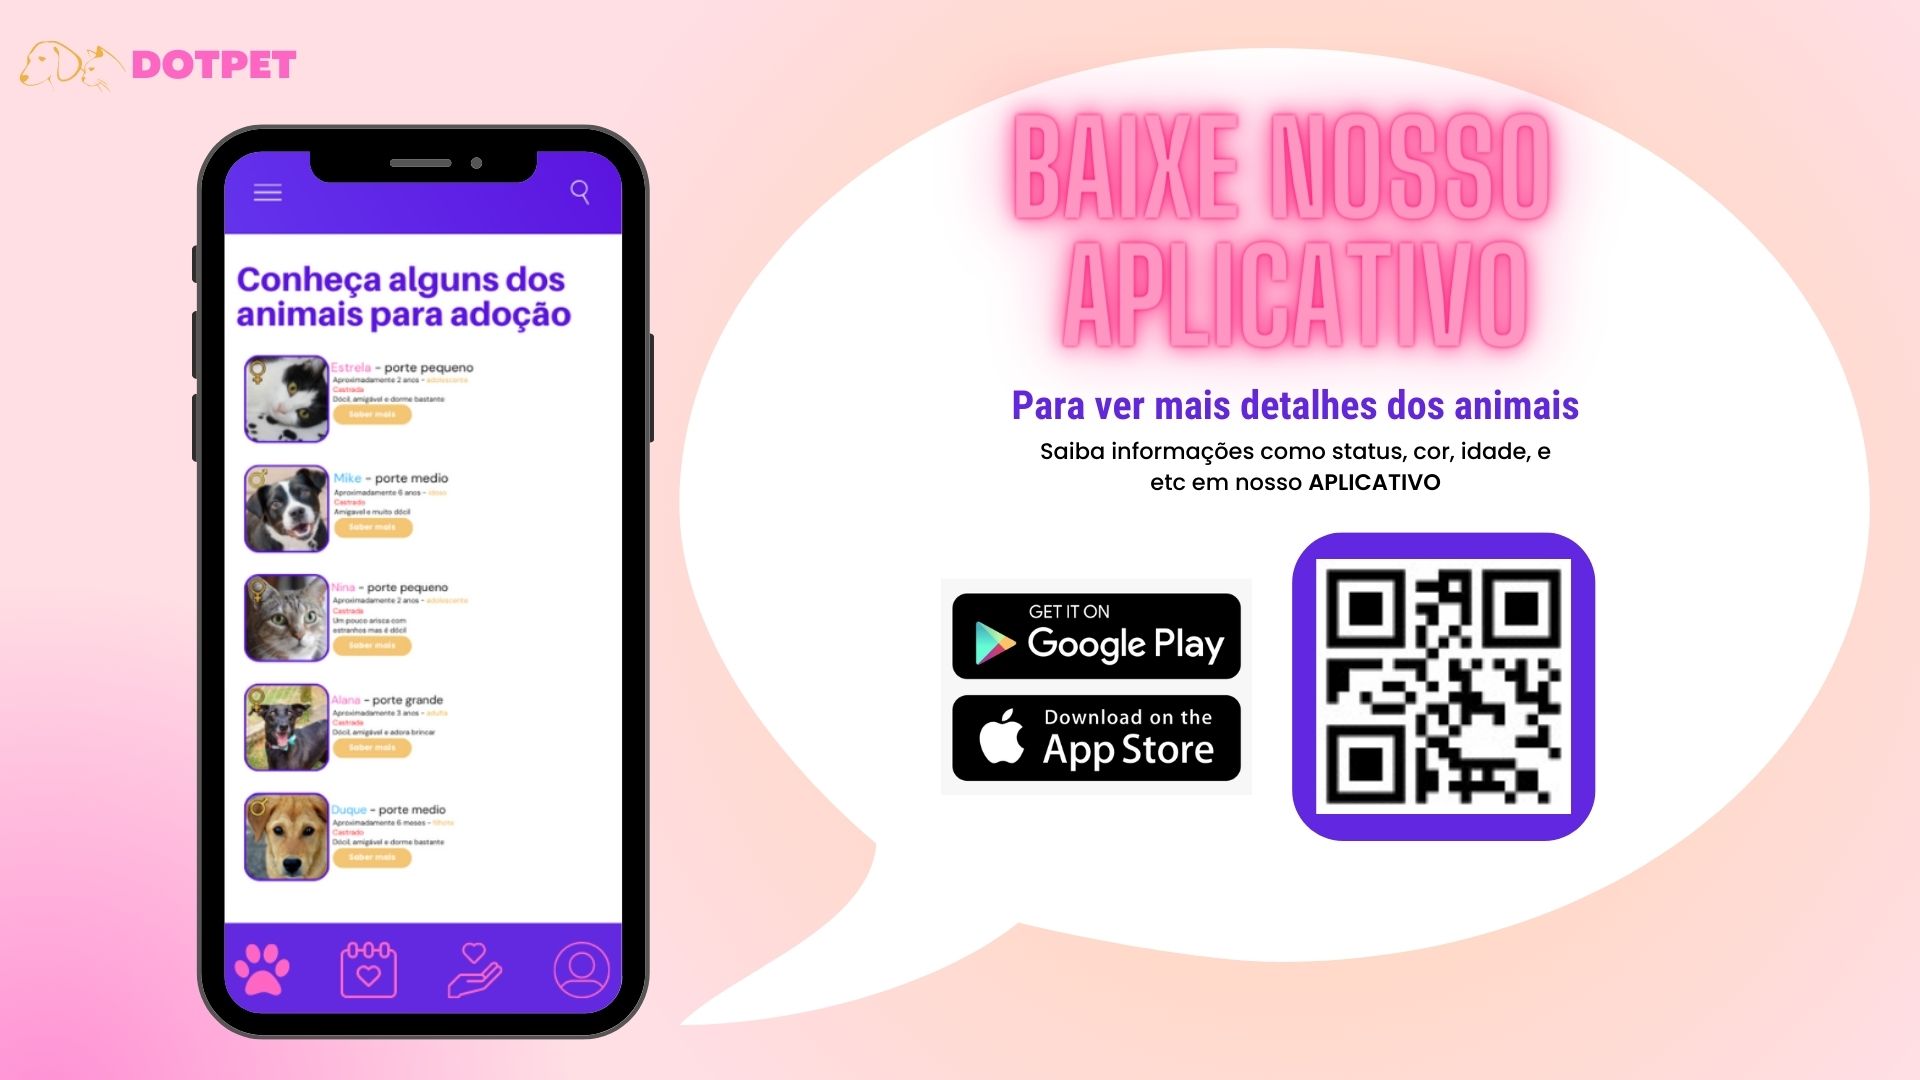 DOTPET
Conheça alguns dos
animais para adoção
Estrela - porte pequeno
Aproximadamente 2 anos - adolescente
Castrada
Dócil, amigável e dorme bastante
Saber mais
Mike - porte medio
Aproximadamente 6 anos - idoso
Castrado
Amigavel e muito dócil
Saber mais
Nina - porte pequeno
Aproximadamente 2 anos - adolescente
Castrada
Um pouco arisca com
estranhos mas é dócil
Saber mais
Alana - porte grande
Aproximadamente 3 anos - adulta
Castrada
Dócil, amigável e adora brincar
Saber mais
Duque - porte medio
Aproximadamente 6 meses - filhote
Castrado
Dócil, amigável e dorme bastante
Saber mais
BAIXE NOSSO
APLICATIVO
Para ver mais detalhes dos animais
Saiba informações como status, cor, idade, e
etc em nosso APLICATIVO
GET IT ON
Google Play
Download on the
App Store